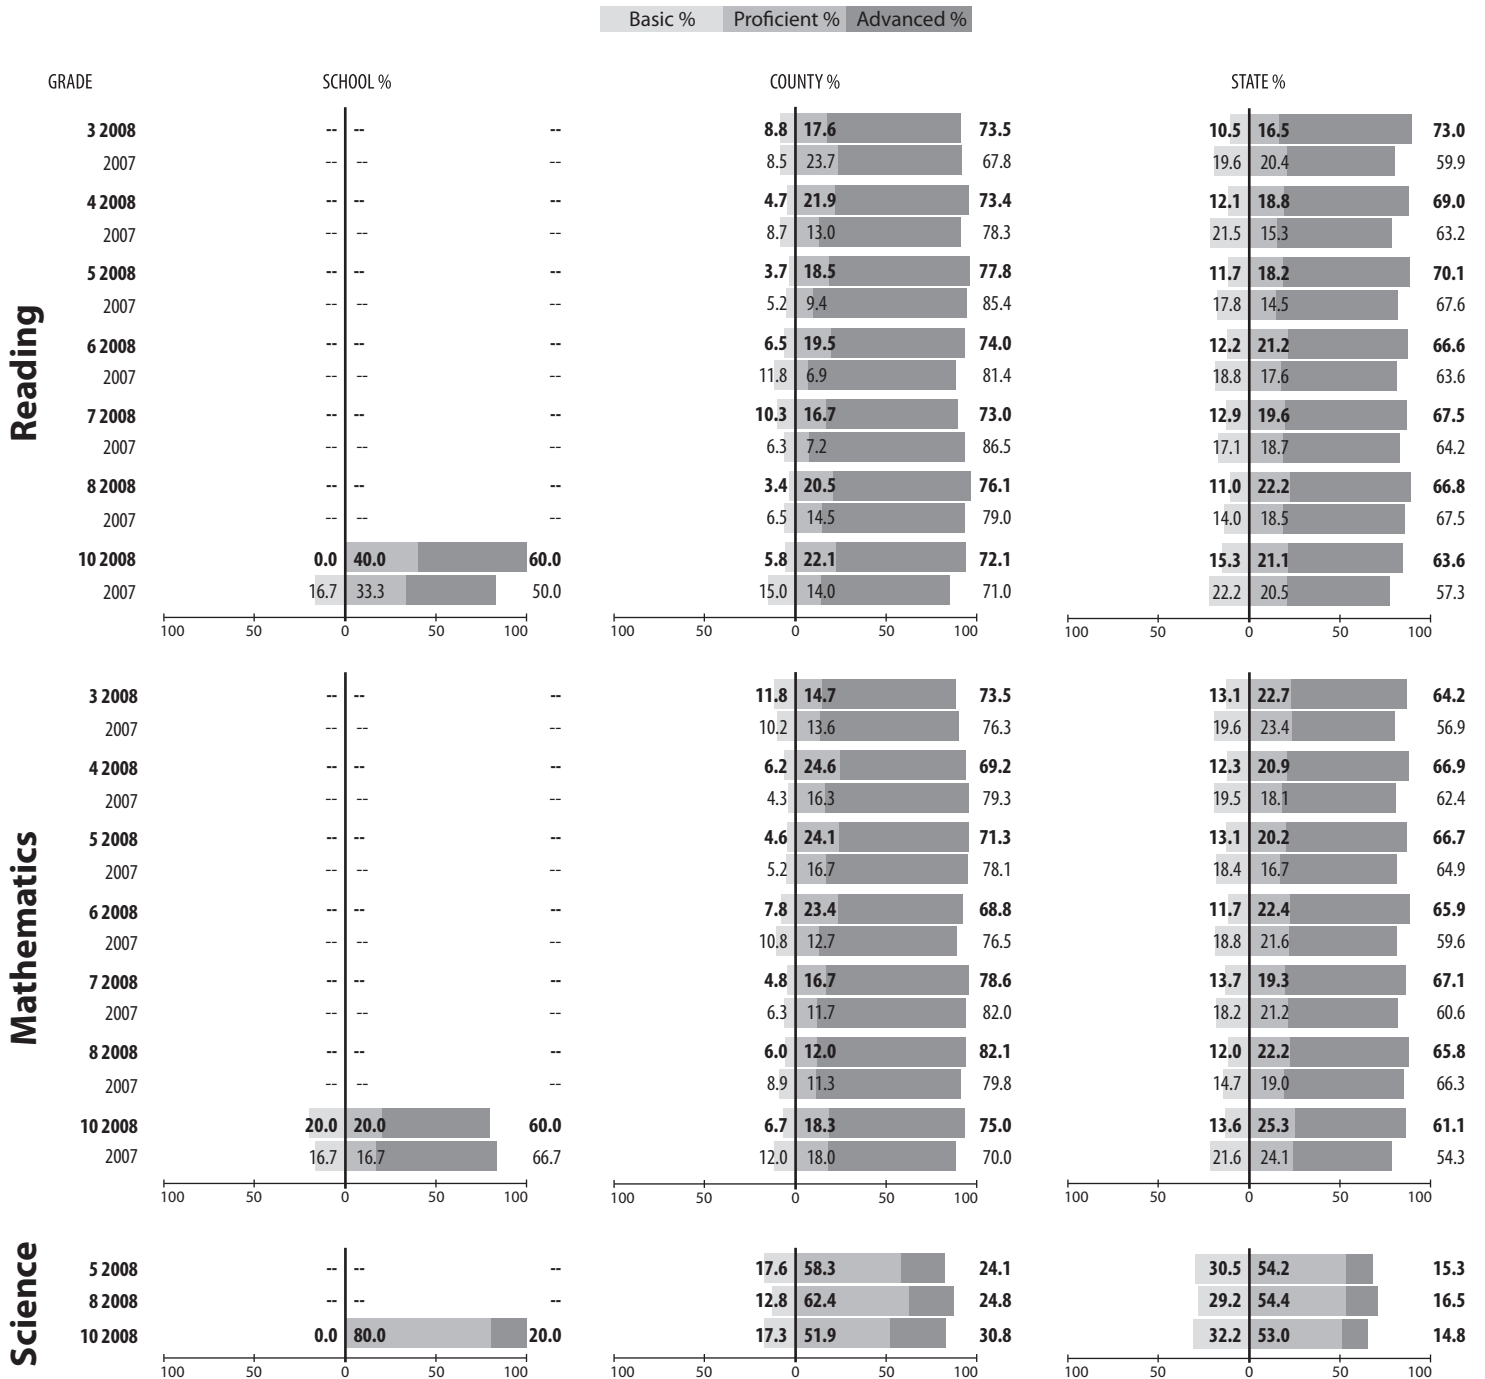 Basic % Proficient % Advanced %
GRADE SCHOOL % COUNTY % STATE %
Reading
3 2008 -- -- -- 8.8 17.6 73.5 10.5 16.5 73.0
2007 -- -- -- 8.5 23.7 67.8 19.6 20.4 59.9
4 2008 -- -- -- 4.7 21.9 73.4 12.1 18.8 69.0
2007 -- -- -- 8.7 13.0 78.3 21.5 15.3 63.2
5 2008 -- -- -- 3.7 18.5 77.8 11.7 18.2 70.1
2007 -- -- -- 5.2 9.4 85.4 17.8 14.5 67.6
6 2008 -- -- -- 6.5 19.5 74.0 12.2 21.2 66.6
2007 -- -- -- 11.8 6.9 81.4 18.8 17.6 63.6
7 2008 -- -- -- 10.3 16.7 73.0 12.9 19.6 67.5
2007 -- -- -- 6.3 7.2 86.5 17.1 18.7 64.2
8 2008 -- -- -- 3.4 20.5 76.1 11.0 22.2 66.8
2007 -- -- -- 6.5 14.5 79.0 14.0 18.5 67.5
10 2008 0.0 40.0 60.0 5.8 22.1 72.1 15.3 21.1 63.6
2007 16.7 33.3 50.0 15.0 14.0 71.0 22.2 20.5 57.3
100 50 0 50 100 100 50 0 50 100 100 50 0 50 100
Mathematics
3 2008 -- -- -- 11.8 14.7 73.5 13.1 22.7 64.2
2007 -- -- -- 10.2 13.6 76.3 19.6 23.4 56.9
4 2008 -- -- -- 6.2 24.6 69.2 12.3 20.9 66.9
2007 -- -- -- 4.3 16.3 79.3 19.5 18.1 62.4
5 2008 -- -- -- 4.6 24.1 71.3 13.1 20.2 66.7
2007 -- -- -- 5.2 16.7 78.1 18.4 16.7 64.9
6 2008 -- -- -- 7.8 23.4 68.8 11.7 22.4 65.9
2007 -- -- -- 10.8 12.7 76.5 18.8 21.6 59.6
7 2008 -- -- -- 4.8 16.7 78.6 13.7 19.3 67.1
2007 -- -- -- 6.3 11.7 82.0 18.2 21.2 60.6
8 2008 -- -- -- 6.0 12.0 82.1 12.0 22.2 65.8
2007 -- -- -- 8.9 11.3 79.8 14.7 19.0 66.3
10 2008 20.0 20.0 60.0 6.7 18.3 75.0 13.6 25.3 61.1
2007 16.7 16.7 66.7 12.0 18.0 70.0 21.6 24.1 54.3
100 50 0 50 100 100 50 0 50 100 100 50 0 50 100
Science
5 2008 -- -- -- 17.6 58.3 24.1 30.5 54.2 15.3
8 2008 -- -- -- 12.8 62.4 24.8 29.2 54.4 16.5
10 2008 0.0 80.0 20.0 17.3 51.9 30.8 32.2 53.0 14.8
100 50 0 50 100 100 50 0 50 100 100 50 0 50 100